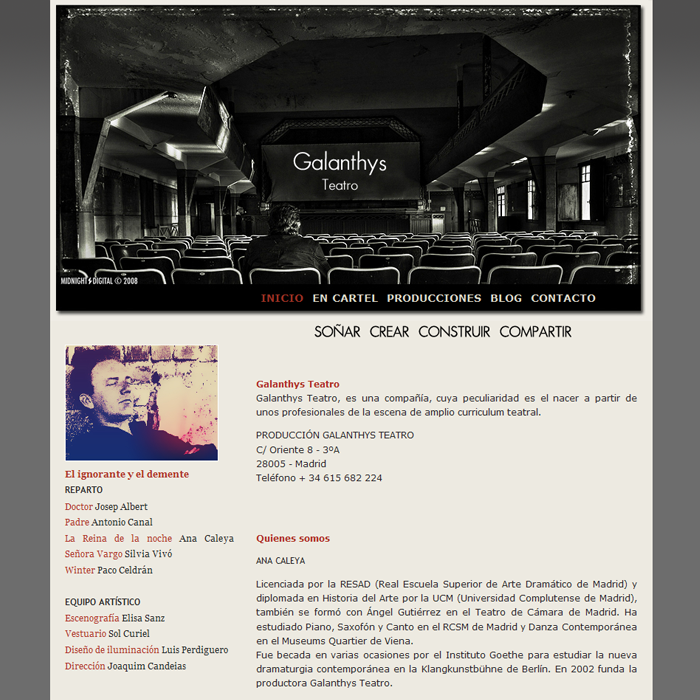 Galanthys
Teatro
MIDNIGHT DIGITAL © 2008
INICIO EN CARTEL PRODUCCIONES BLOG CONTACTO
SOÑAR CREAR CONSTRUIR COMPARTIR
El ignorante y el demente
REPARTO
Doctor Josep Albert
Padre Antonio Canal
La Reina de la noche Ana Caleya
Señora Vargo Silvia Vivó
Winter Paco Celdrán
EQUIPO ARTÍSTICO
Escenografía Elisa Sanz
Vestuario Sol Curiel
Diseño de iluminación Luis Perdiguero
Dirección Joaquim Candeias
Galanthys Teatro
Galanthys Teatro, es una compañía, cuya peculiaridad es el nacer a partir de
unos profesionales de la escena de amplio curriculum teatral.
PRODUCCIÓN GALANTHYS TEATRO
C/ Oriente 8 - 3ºA
28005 - Madrid
Teléfono + 34 615 682 224
Quienes somos
ANA CALEYA
Licenciada por la RESAD (Real Escuela Superior de Arte Dramático de Madrid) y
diplomada en Historia del Arte por la UCM (Universidad Complutense de Madrid),
también se formó con Ángel Gutiérrez en el Teatro de Cámara de Madrid. Ha
estudiado Piano, Saxofón y Canto en el RCSM de Madrid y Danza Contemporánea
en el Museums Quartier de Viena.
Fue becada en varias ocasiones por el Instituto Goethe para estudiar la nueva
dramaturgia contemporánea en la Klangkunstbühne de Berlín. En 2002 funda la
productora Galanthys Teatro.